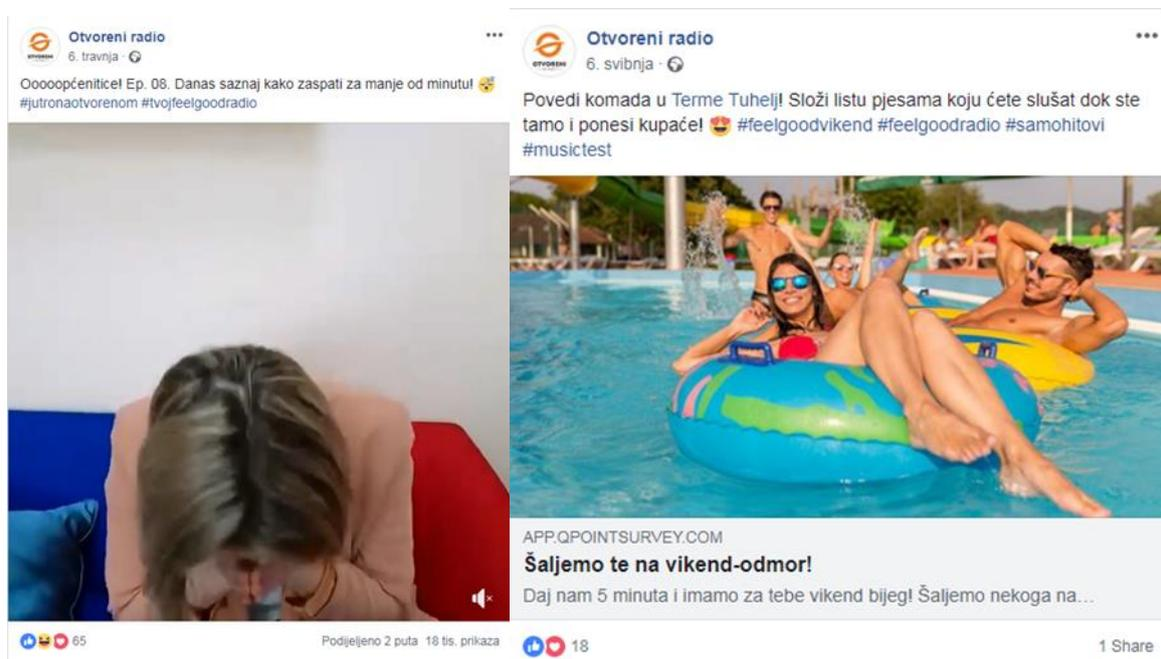 Otvoreni radio
6. travnja
Ooooopćenitice! Ep. 08. Danas saznaj kako zaspati za manje od minutu! 😴
#jutronaotvorenom #tvojfeelgoodradio
65
Podijeljeno 2 puta 18 tis. prikaza
Otvoreni radio
6. svibnja
Povedi komada u Terme Tuhelj! Složi listu pjesama koju ćete slušat dok ste
tamo i ponesi kupaće! 😍 #feelgoodvikend #feelgoodradio #samohitovi
#musictest
APP.QPOINTSURVEY.COM
Šaljemo te na vikend-odmor!
Daj nam 5 minuta i imamo za tebe vikend bijeg! Šaljemo nekoga na…
18
1 Share